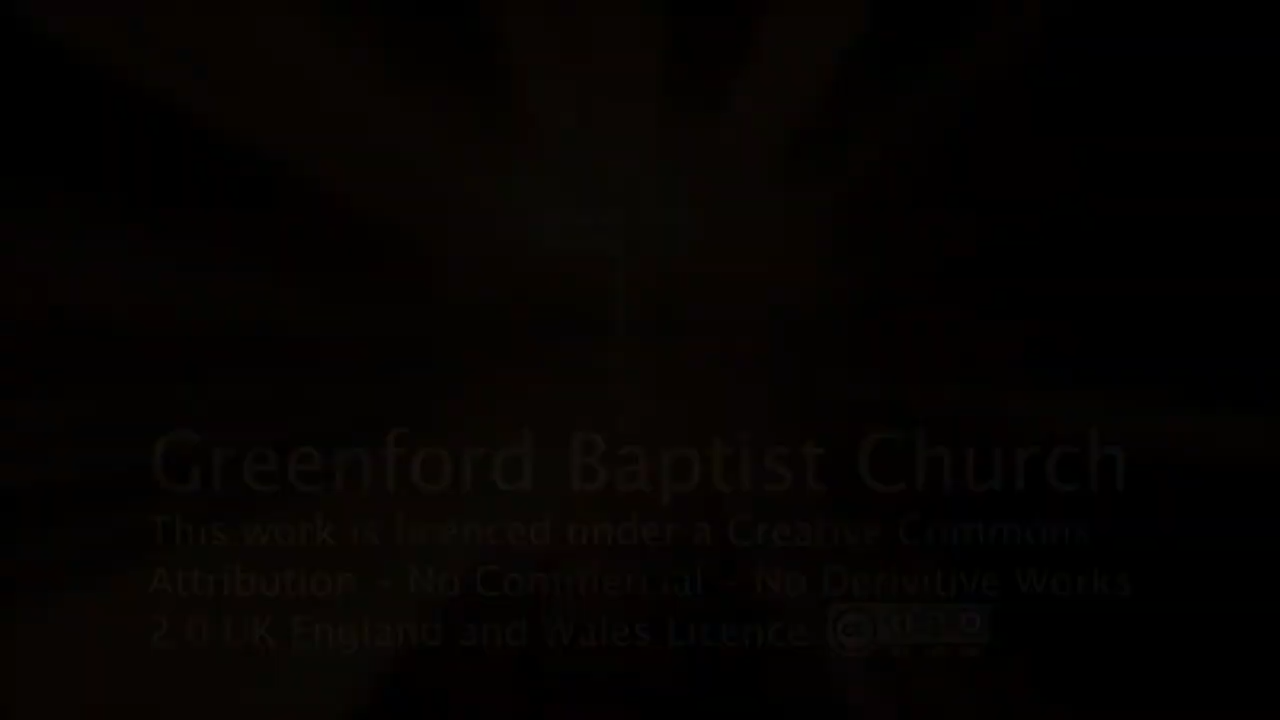 Greenford Baptist Church
This work is licenced under a Creative Commons
Attribution - No Commercial - No Derivitive Works
2.0 UK England and Wales Licence